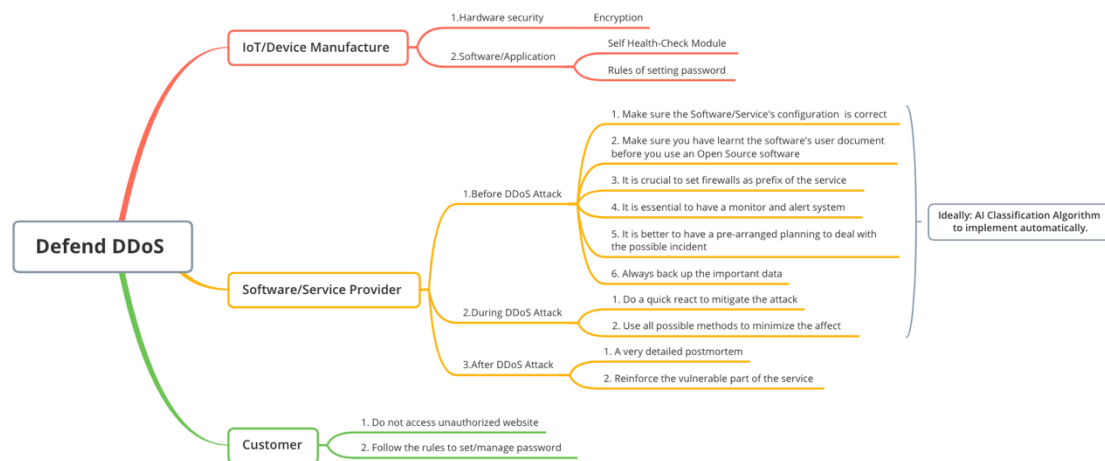 Defend DDoS
IoT/Device Manufacture
1.Hardware security
Encryption
2.Software/Application
Self Health-Check Module
Rules of setting password
Software/Service Provider
1.Before DDoS Attack
1. Make sure the Software/Service's configuration is correct
2. Make sure you have learnt the software's user document
before you use an Open Source software
3. It is crucial to set firewalls as prefix of the service
4. It is essential to have a monitor and alert system
5. It is better to have a pre-arranged planning to deal with
the possible incident
6. Always back up the important data
2.During DDoS Attack
1. Do a quick react to mitigate the attack
2. Use all possible methods to minimize the affect
Ideally: AI Classification Algorithm
to implement automatically.
3.After DDoS Attack
1. A very detailed postmortem
2. Reinforce the vulnerable part of the service
Customer
1. Do not access unauthorized website
2. Follow the rules to set/manage password